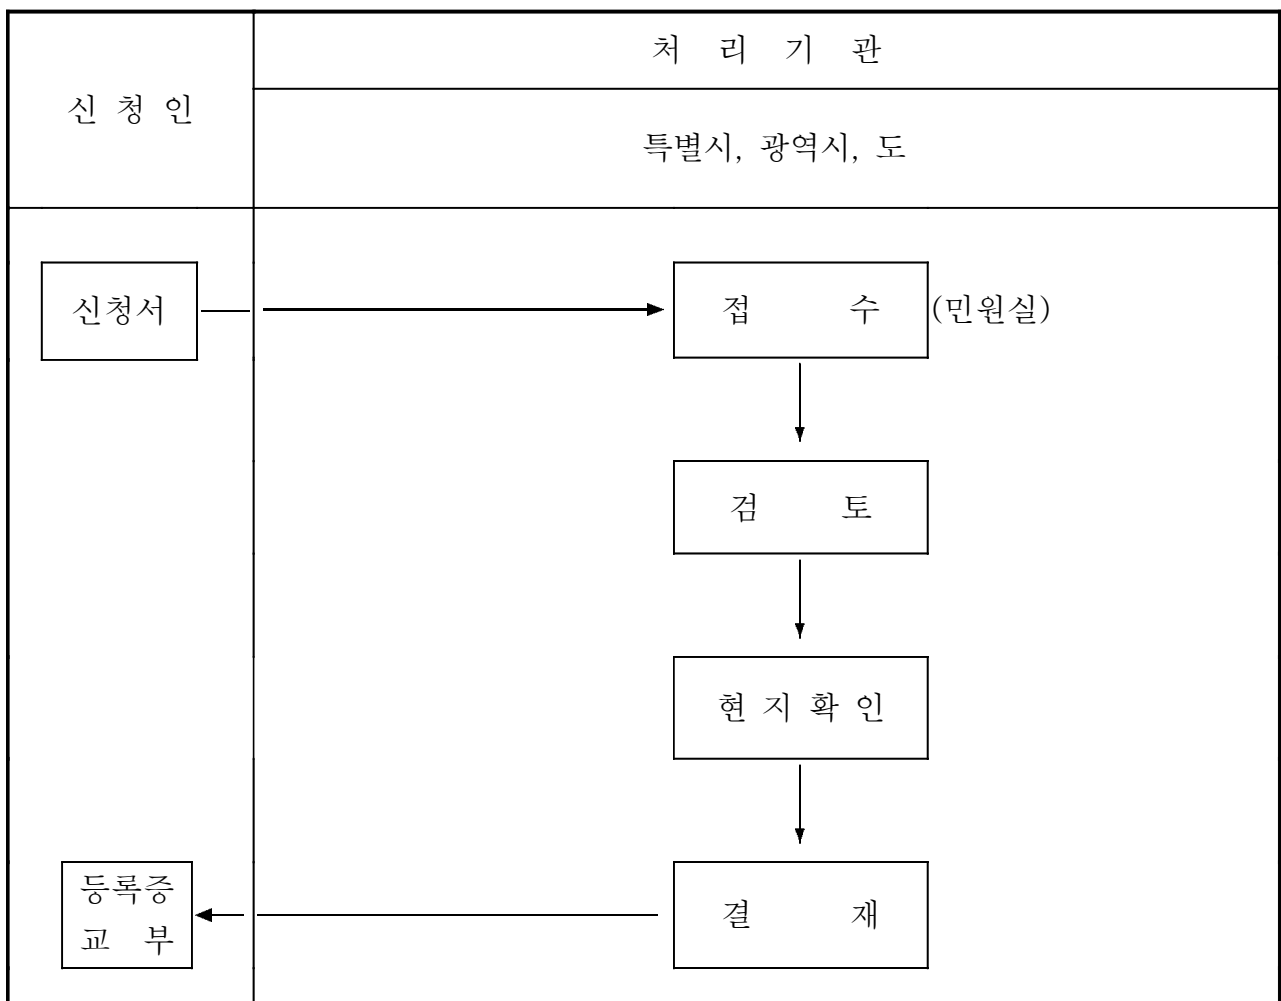 처 리 기 관
신 청 인
특별시, 광역시, 도
신청서
접 수 (민원실)
검 토
현 지 확 인
등록증
교 부
결 재